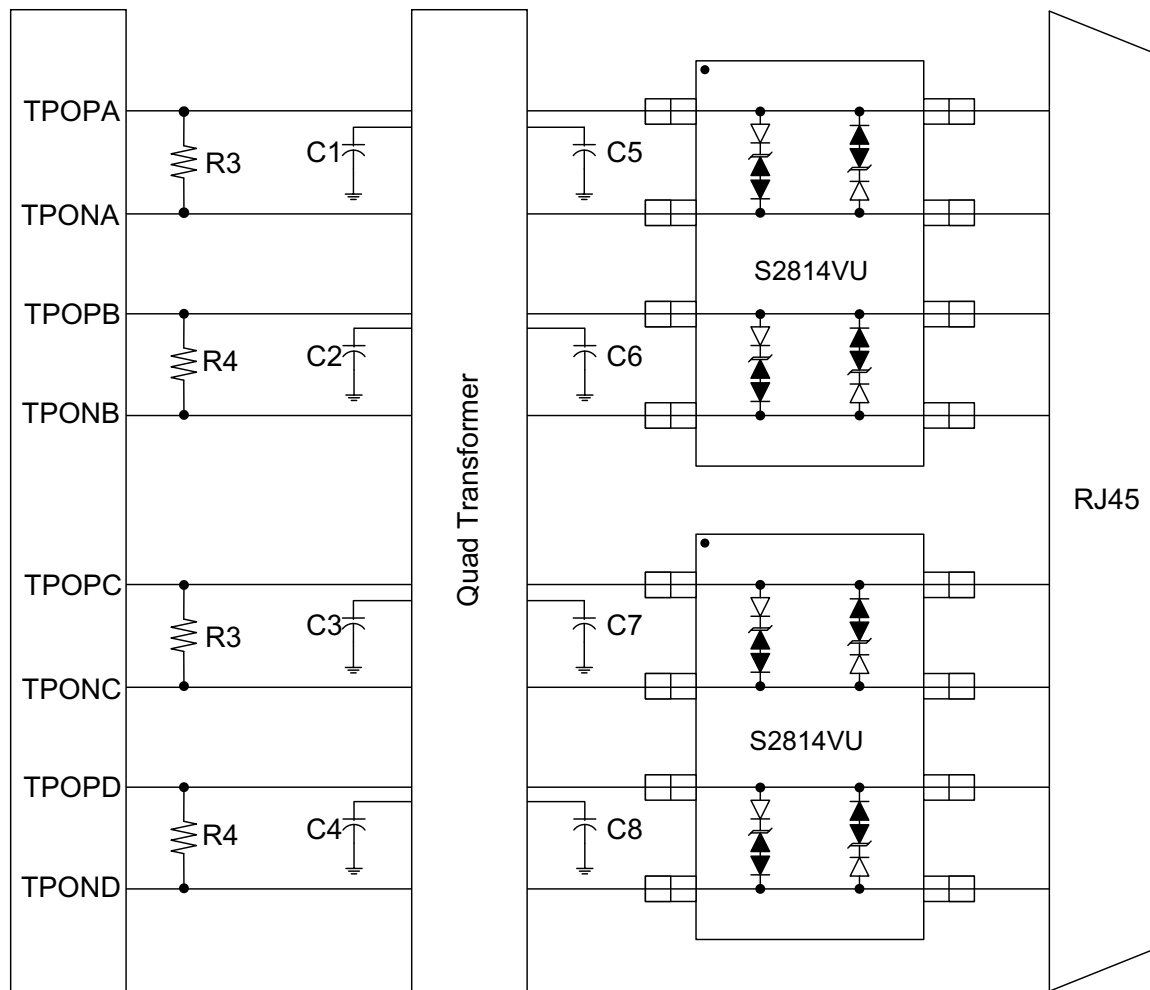 TPOPA
R3
C1
C5
TPONA
S2814VU
TPOPB
R4
C2
C6
TPONB
Quad Transformer
RJ45
TPOPC
R3
C3
C7
TPONC
S2814VU
TPOPD
R4
C4
C8
TPOND